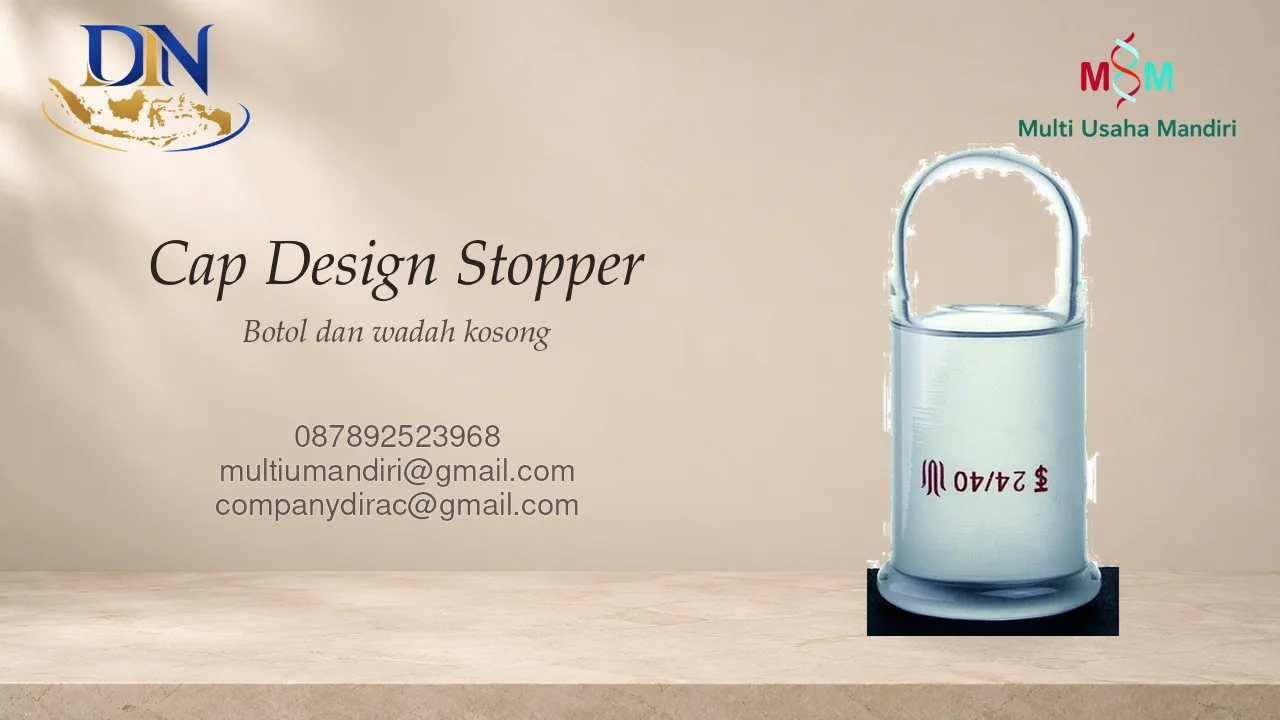 DN
M M
Multi Usaha Mandiri
Cap Design Stopper
Botol dan wadah kosong
087892523968
multiumandiri@gmail.com
companydirac@gmail.com
24/40